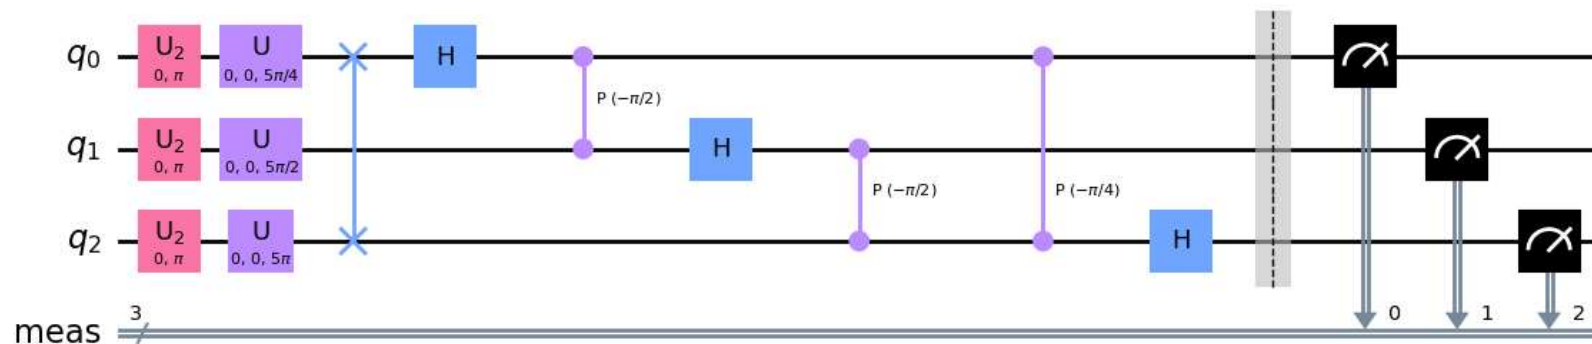 q0 U2 0, π U 0, 0, 5π/4 H P (−π/2)
q1 U2 0, π U 0, 0, 5π/2 H P (−π/2) P (−π/4)
q2 U2 0, π U 0, 0, 5π H
meas 3 0 1 2